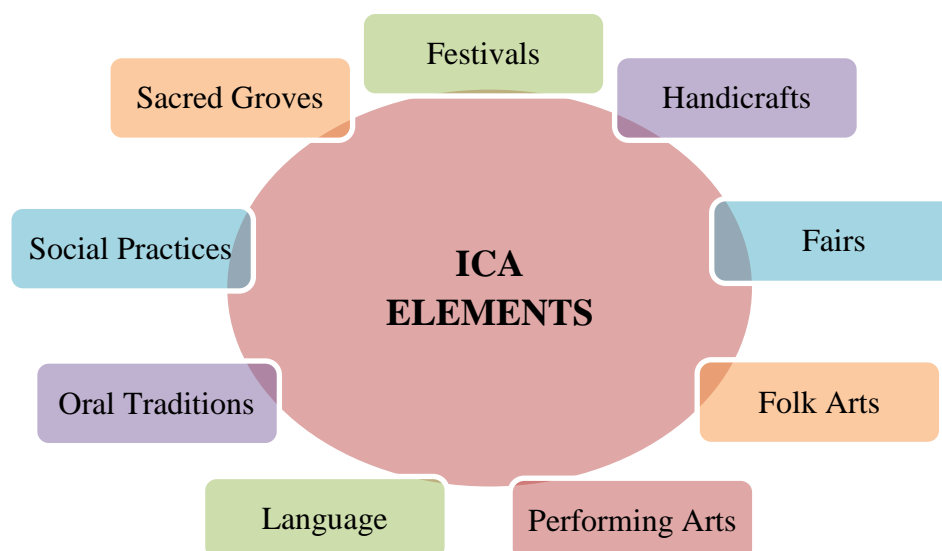 Festivals
Sacred Groves
Handicrafts
Social Practices
ICA
ELEMENTS
Fairs
Oral Traditions
Folk Arts
Language
Performing Arts